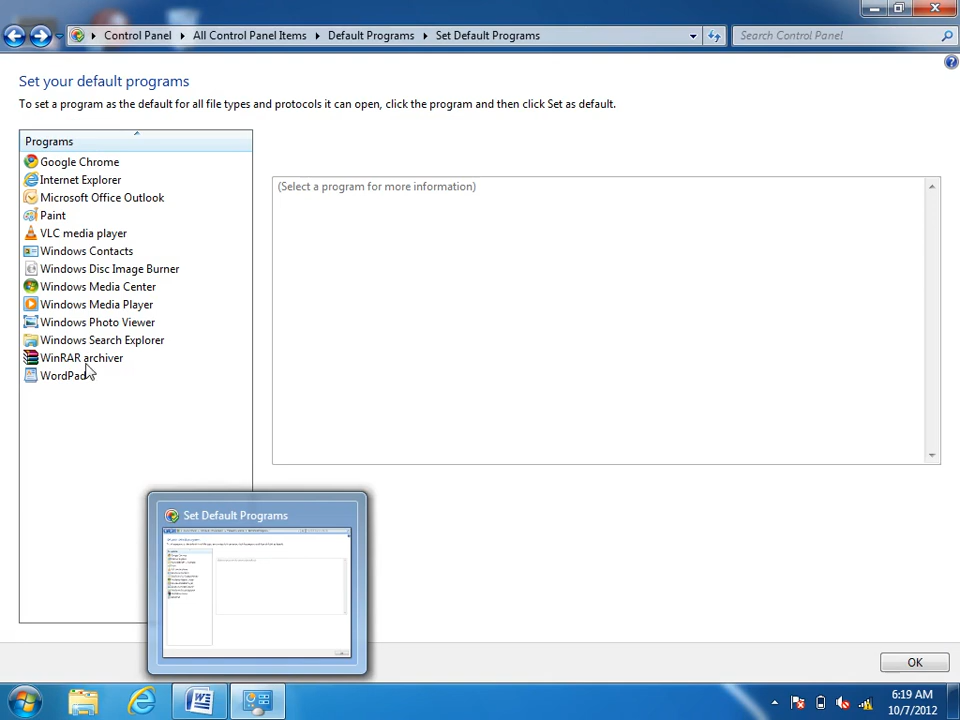 Control Panel ▸ All Control Panel Items ▸ Default Programs ▸ Set Default Programs
Search Control Panel
Set your default programs
To set a program as the default for all file types and protocols it can open, click the program and then click Set as default.
Programs
Google Chrome
Internet Explorer
Microsoft Office Outlook
Paint
VLC media player
Windows Contacts
Windows Disc Image Burner
Windows Media Center
Windows Media Player
Windows Photo Viewer
Windows Search Explorer
WinRAR archiver
WordPad
(Select a program for more information)
Set Default Programs
OK
6:19 AM
10/7/2012